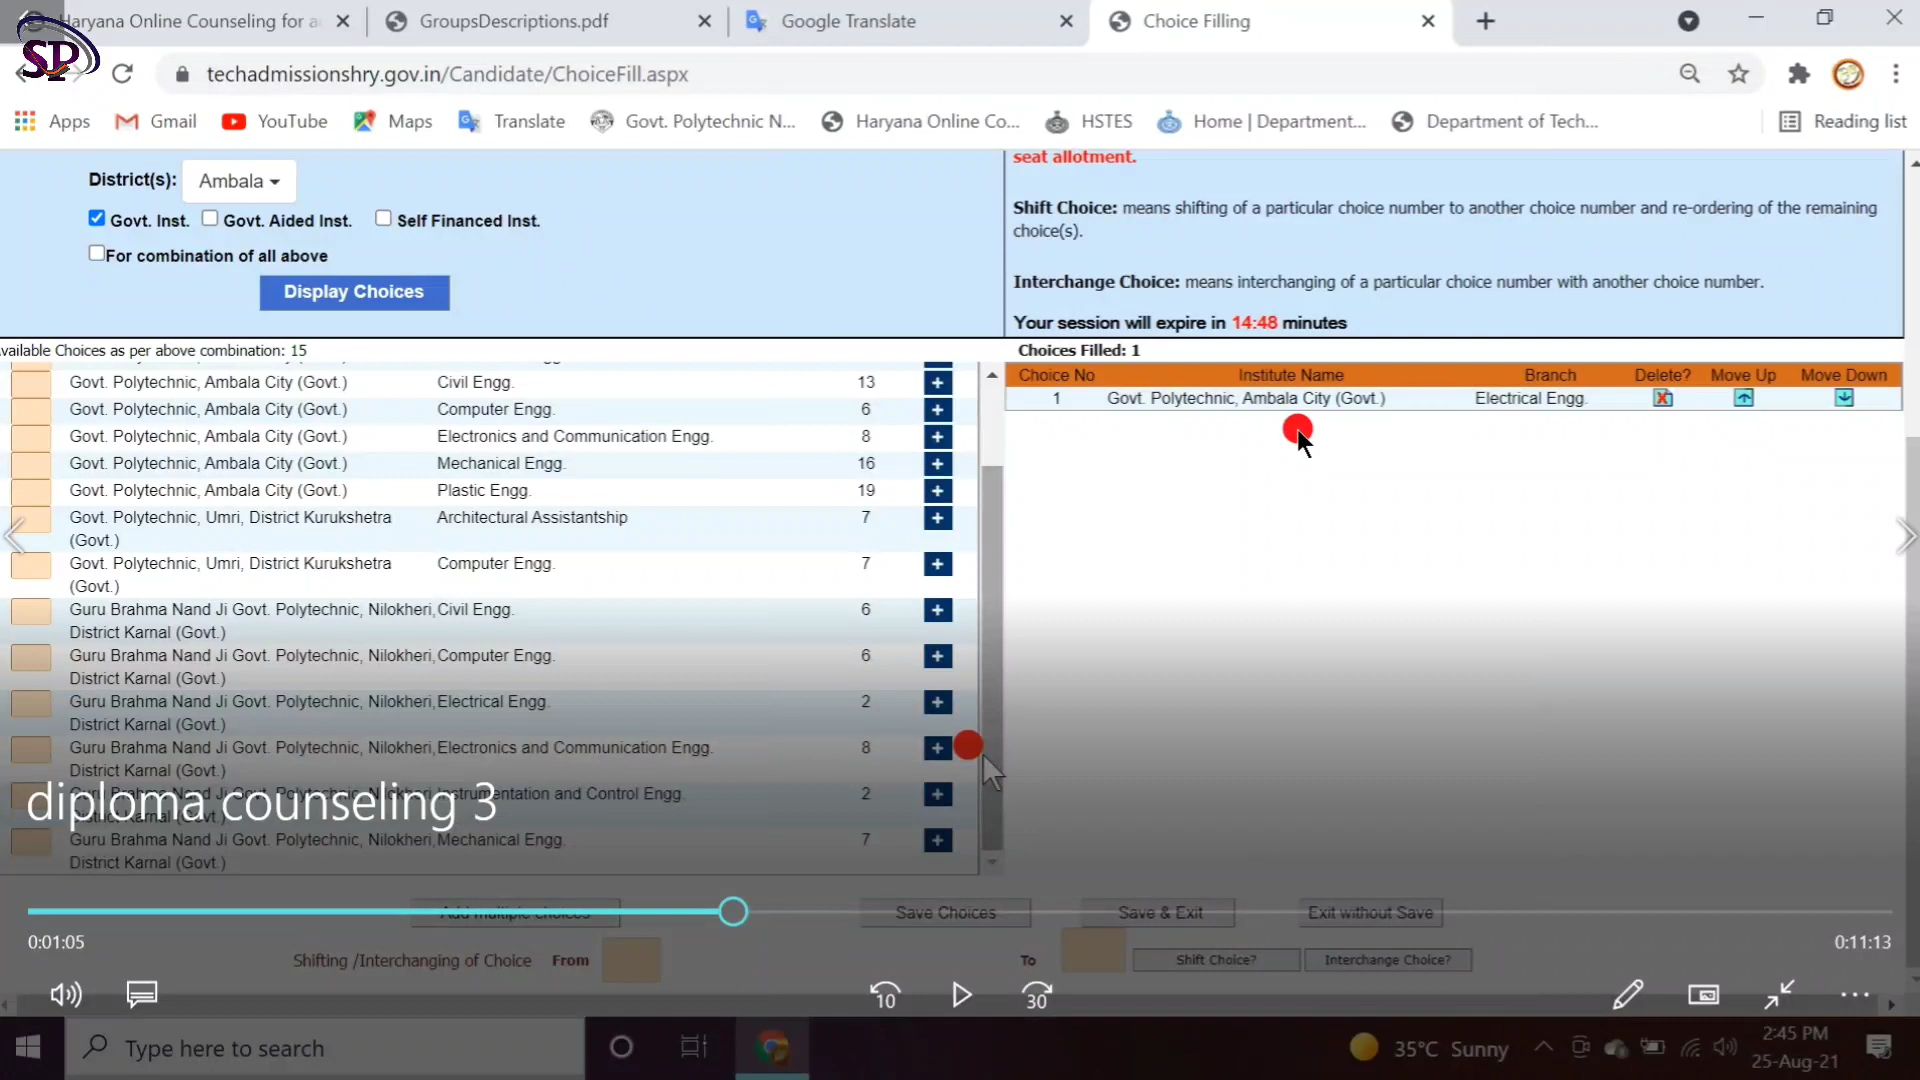 SP
Haryana Online Counseling for a
GroupsDescriptions.pdf
Google Translate
Choice Filling
techadmissionshry.gov.in/Candidate/ChoiceFill.aspx
Apps
Gmail
YouTube
Maps
Translate
Govt. Polytechnic N...
Haryana Online Co...
HSTES
Home | Department...
Department of Tech...
Reading list
District(s): Ambala
Govt. Inst. Govt. Aided Inst. Self Financed Inst.
For combination of all above
Display Choices
seat allotment.
Shift Choice: means shifting of a particular choice number to another choice number and re-ordering of the remaining
choice(s).
Interchange Choice: means interchanging of a particular choice number with another choice number.
Your session will expire in 14:48 minutes
vailable Choices as per above combination: 15
Choices Filled: 1
Choice No Institute Name Branch Delete? Move Up Move Down
1 Govt. Polytechnic, Ambala City (Govt.) Electrical Engg.
Govt. Polytechnic, Ambala City (Govt.) Civil Engg. 13
Govt. Polytechnic, Ambala City (Govt.) Computer Engg. 6
Govt. Polytechnic, Ambala City (Govt.) Electronics and Communication Engg. 8
Govt. Polytechnic, Ambala City (Govt.) Mechanical Engg. 16
Govt. Polytechnic, Ambala City (Govt.) Plastic Engg. 19
Govt. Polytechnic, Umri, District Kurukshetra Architectural Assistantship 7
(Govt.)
Govt. Polytechnic, Umri, District Kurukshetra Computer Engg. 7
(Govt.)
Guru Brahma Nand Ji Govt. Polytechnic, Nilokheri, Civil Engg. 6
District Karnal (Govt.)
Guru Brahma Nand Ji Govt. Polytechnic, Nilokheri, Computer Engg. 6
District Karnal (Govt.)
Guru Brahma Nand Ji Govt. Polytechnic, Nilokheri, Electrical Engg. 2
District Karnal (Govt.)
Guru Brahma Nand Ji Govt. Polytechnic, Nilokheri, Electronics and Communication Engg. 8
District Karnal (Govt.)
Guru Brahma Nand Ji Govt. Polytechnic, Nilokheri, Instrumentation and Control Engg. 2
District Karnal (Govt.)
diploma counseling 3
Guru Brahma Nand Ji Govt. Polytechnic, Nilokheri, Mechanical Engg. 7
District Karnal (Govt.)
Add multiple choices
Save Choices
Save & Exit
Exit without Save
0:01:05
0:11:13
Shifting /Interchanging of Choice From To Shift Choice? Interchange Choice?
10
30
Type here to search
35°C Sunny
2:45 PM
25-Aug-21